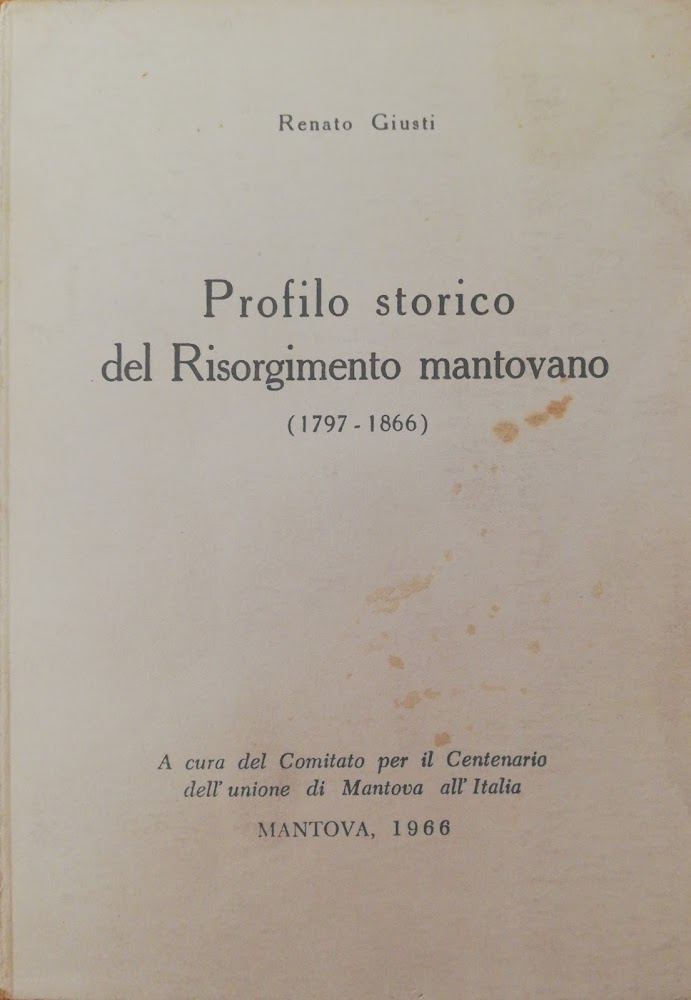 Renato Giusti
Profilo storico
del Risorgimento mantovano
(1797-1866)
A cura del Comitato per il Centenario
dell'unione di Mantova all'Italia
MANTOVA, 1966